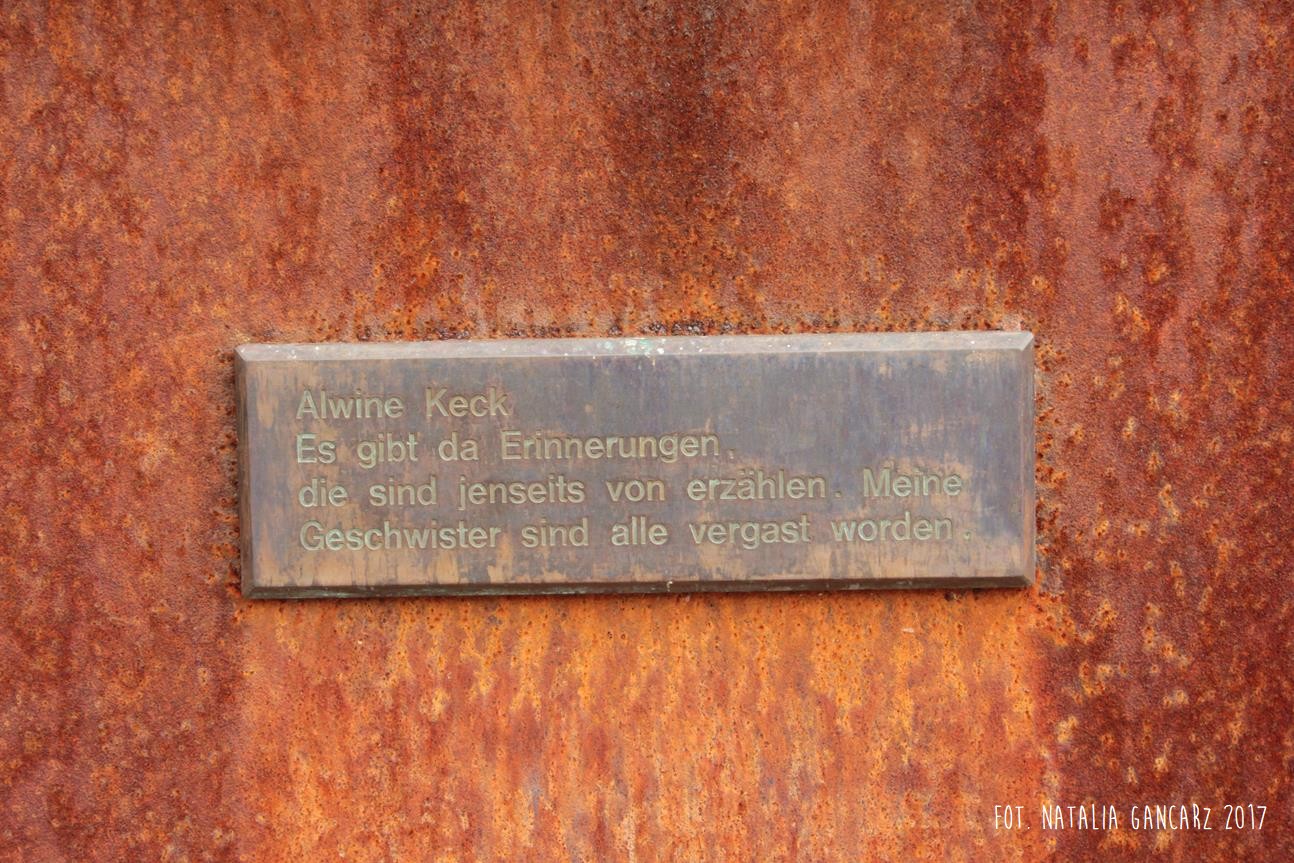 Alwine Keck
Es gibt da Erinnerungen,
die sind jenseits von erzählen. Meine
Geschwister sind alle vergast worden.
FOT. NATALIA GANCARZ 2017